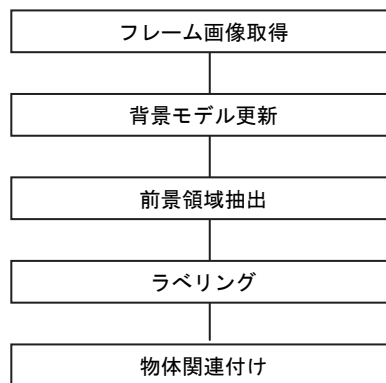 フレーム画像取得
背景モデル更新
前景領域抽出
ラベリング
物体関連付け